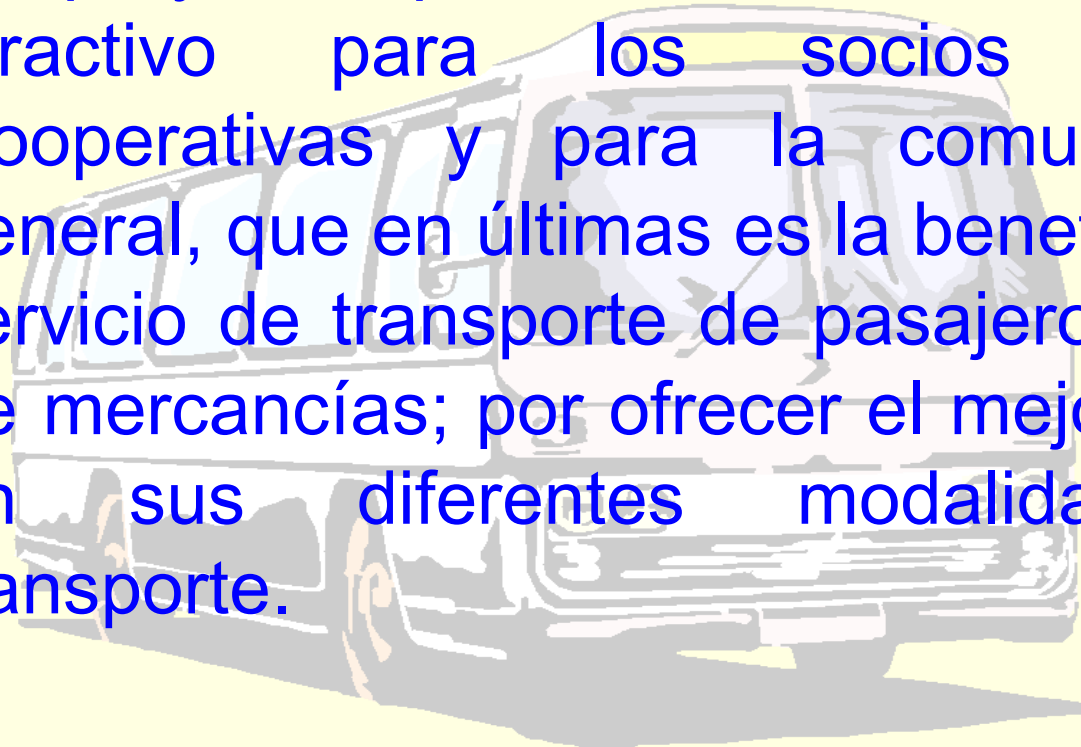 ractivo para los socios
ooperativas y para la comu
eneral, que en últimas es la bene
ervicio de transporte de pasajero
e mercancías; por ofrecer el mejo
n sus diferentes modalida
ansporte.